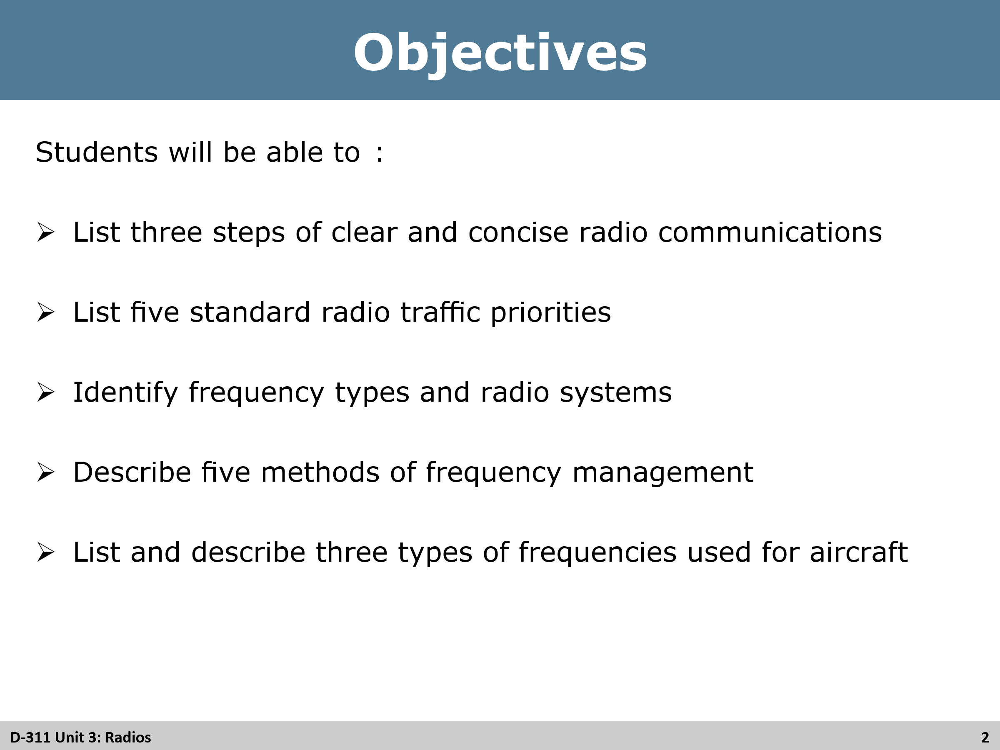 Objectives
Students will be able to :
➢ List three steps of clear and concise radio communications
➢ List five standard radio traffic priorities
➢ Identify frequency types and radio systems
➢ Describe five methods of frequency management
➢ List and describe three types of frequencies used for aircraft
D-311 Unit 3: Radios
2